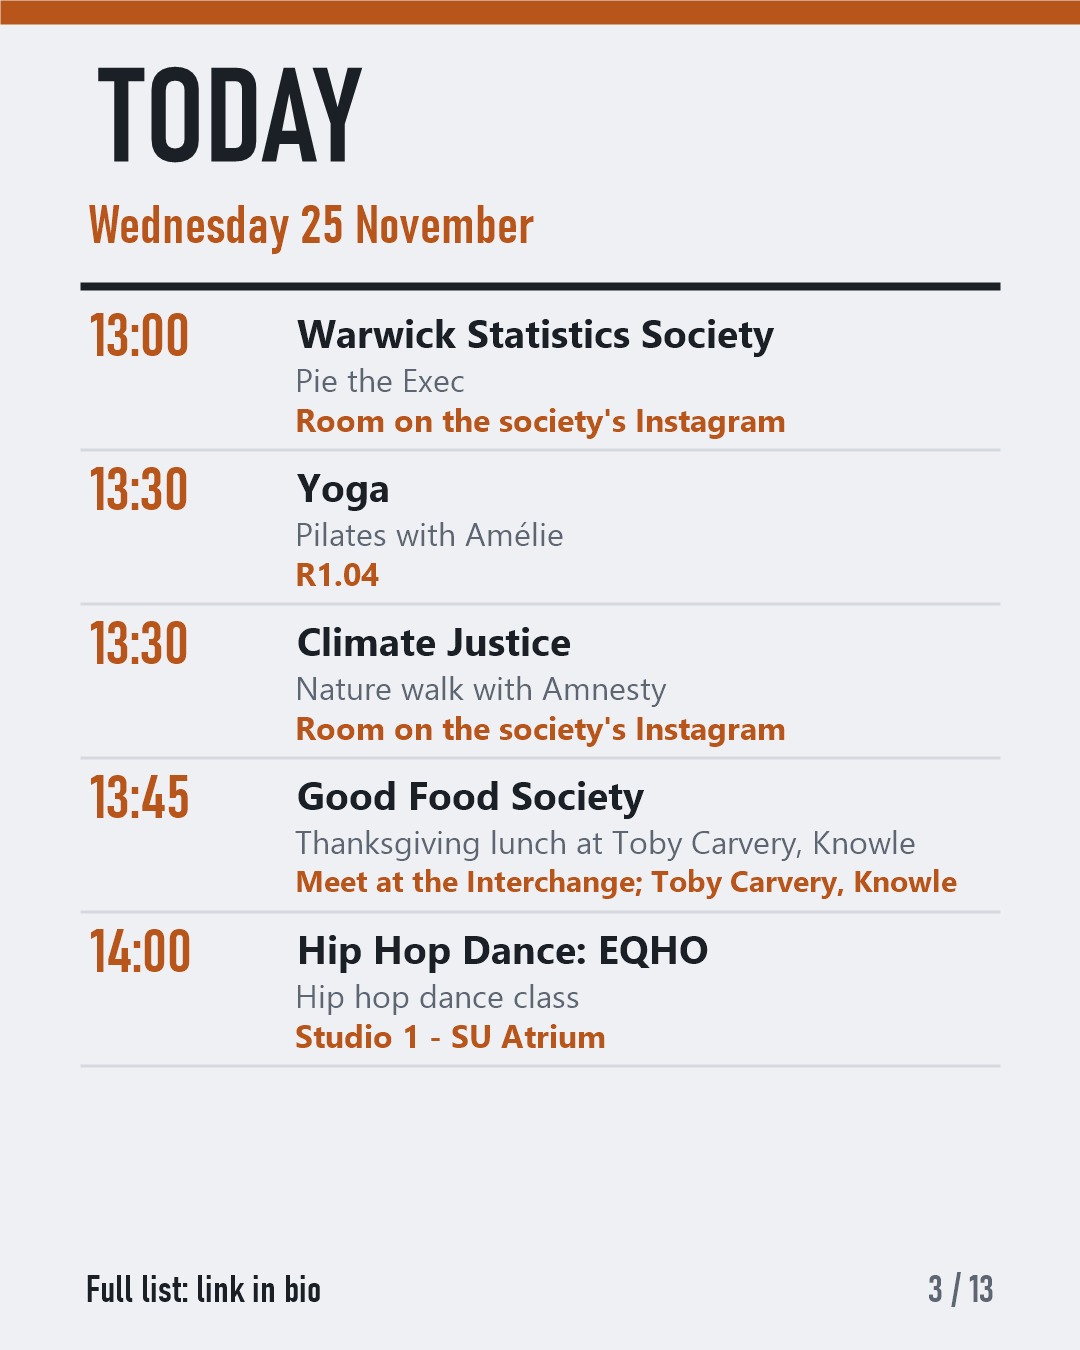 TODAY
Wednesday 25 November
13:00
Warwick Statistics Society
Pie the Exec
Room on the society's Instagram
13:30
Yoga
Pilates with Amélie
R1.04
13:30
Climate Justice
Nature walk with Amnesty
Room on the society's Instagram
13:45
Good Food Society
Thanksgiving lunch at Toby Carvery, Knowle
Meet at the Interchange; Toby Carvery, Knowle
14:00
Hip Hop Dance: EQHO
Hip hop dance class
Studio 1 - SU Atrium
Full list: link in bio
3 / 13